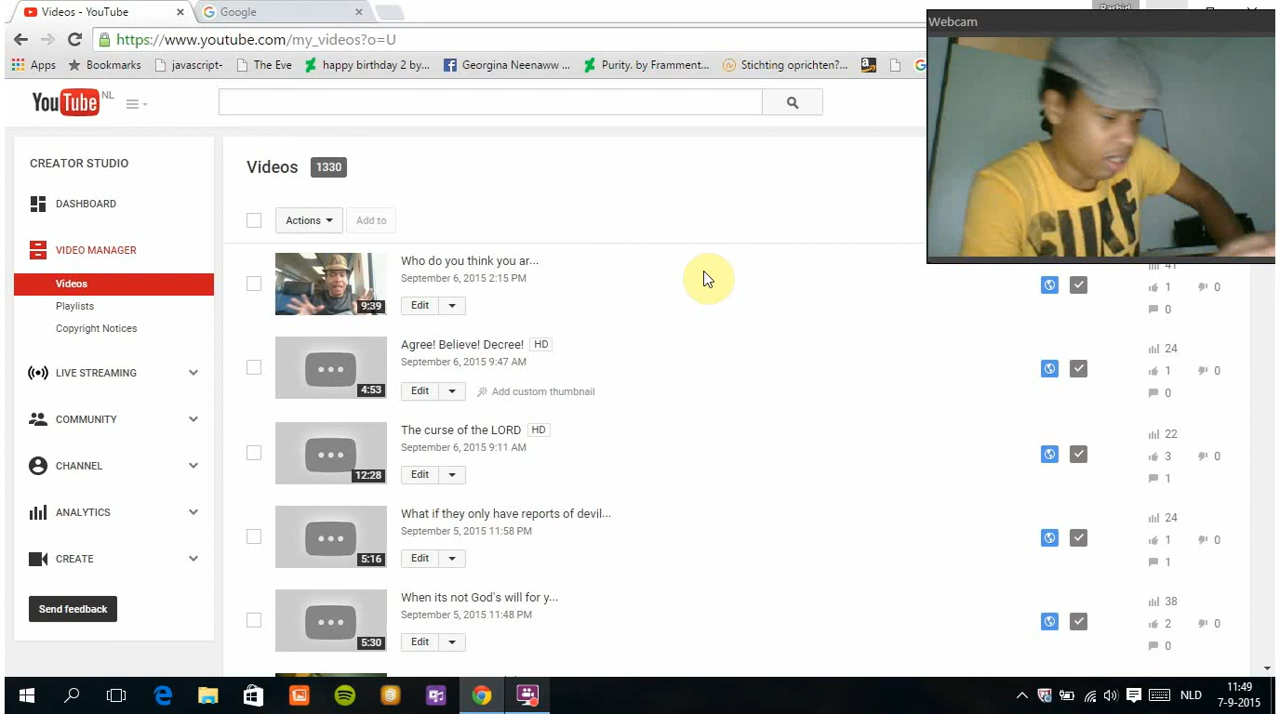 Videos - YouTube
Google
https://www.youtube.com/my_videos?o=U
Apps Bookmarks javascript- The Eve happy birthday 2 by... Georgina Neenaww ... Purity. by Framment... Stichting oprichten?...
Webcam
SURF
YouTube NL
CREATOR STUDIO
DASHBOARD
VIDEO MANAGER
Videos
Playlists
Copyright Notices
LIVE STREAMING
COMMUNITY
CHANNEL
ANALYTICS
CREATE
Send feedback
Videos 1330
Actions Add to
Who do you think you ar...
September 6, 2015 2:15 PM
9:39 Edit
41
1 0
0
Agree! Believe! Decree! HD
September 6, 2015 9:47 AM
4:53 Edit Add custom thumbnail
24
1 0
0
The curse of the LORD HD
September 6, 2015 9:11 AM
12:28 Edit
22
3 0
1
What if they only have reports of devil...
September 5, 2015 11:58 PM
5:16 Edit
24
1 0
1
When its not God's will for y...
September 5, 2015 11:48 PM
5:30 Edit
38
2 0
0
NLD
11:49
7-9-2015